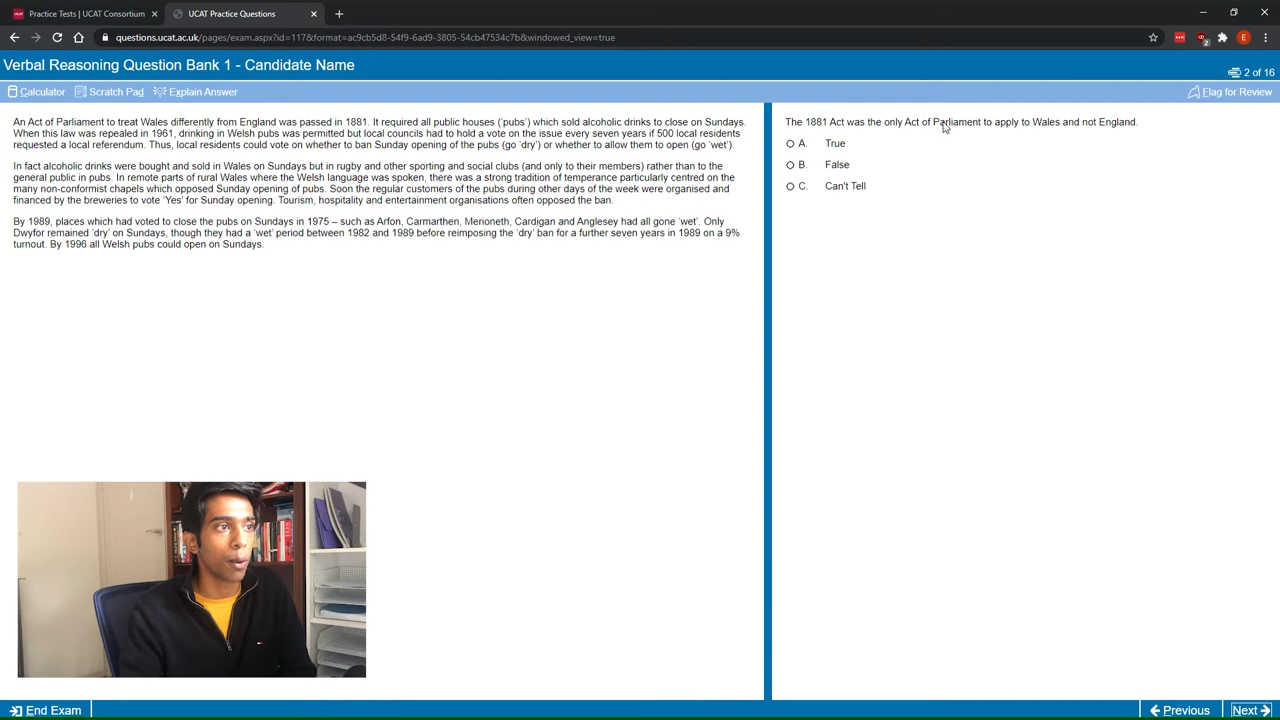 Practice Tests | UCAT Consortium
UCAT Practice Questions
questions.ucat.ac.uk/pages/exam.aspx?id=117&format=ac9cb5d8-54f9-6ad9-3805-54cb47534c7b&windowed_view=true
Verbal Reasoning Question Bank 1 - Candidate Name
2 of 16
Calculator
Scratch Pad
Explain Answer
Flag for Review
An Act of Parliament to treat Wales differently from England was passed in 1881. It required all public houses ('pubs') which sold alcoholic drinks to close on Sundays.
When this law was repealed in 1961, drinking in Welsh pubs was permitted but local councils had to hold a vote on the issue every seven years if 500 local residents
requested a local referendum. Thus, local residents could vote on whether to ban Sunday opening of the pubs (go 'dry') or whether to allow them to open (go 'wet').
In fact alcoholic drinks were bought and sold in Wales on Sundays but in rugby and other sporting and social clubs (and only to their members) rather than to the
general public in pubs. In remote parts of rural Wales where the Welsh language was spoken, there was a strong tradition of temperance particularly centred on the
many non-conformist chapels which opposed Sunday opening of pubs. Soon the regular customers of the pubs during other days of the week were organised and
financed by the breweries to vote 'Yes' for Sunday opening. Tourism, hospitality and entertainment organisations often opposed the ban.
By 1989, places which had voted to close the pubs on Sundays in 1975 – such as Arfon, Carmarthen, Merioneth, Cardigan and Anglesey had all gone 'wet'. Only
Dwyfor remained 'dry' on Sundays, though they had a 'wet' period between 1982 and 1989 before reimposing the 'dry' ban for a further seven years in 1989 on a 9%
turnout. By 1996 all Welsh pubs could open on Sundays.
The 1881 Act was the only Act of Parliament to apply to Wales and not England.
A. True
B. False
C. Can't Tell
End Exam
Previous
Next